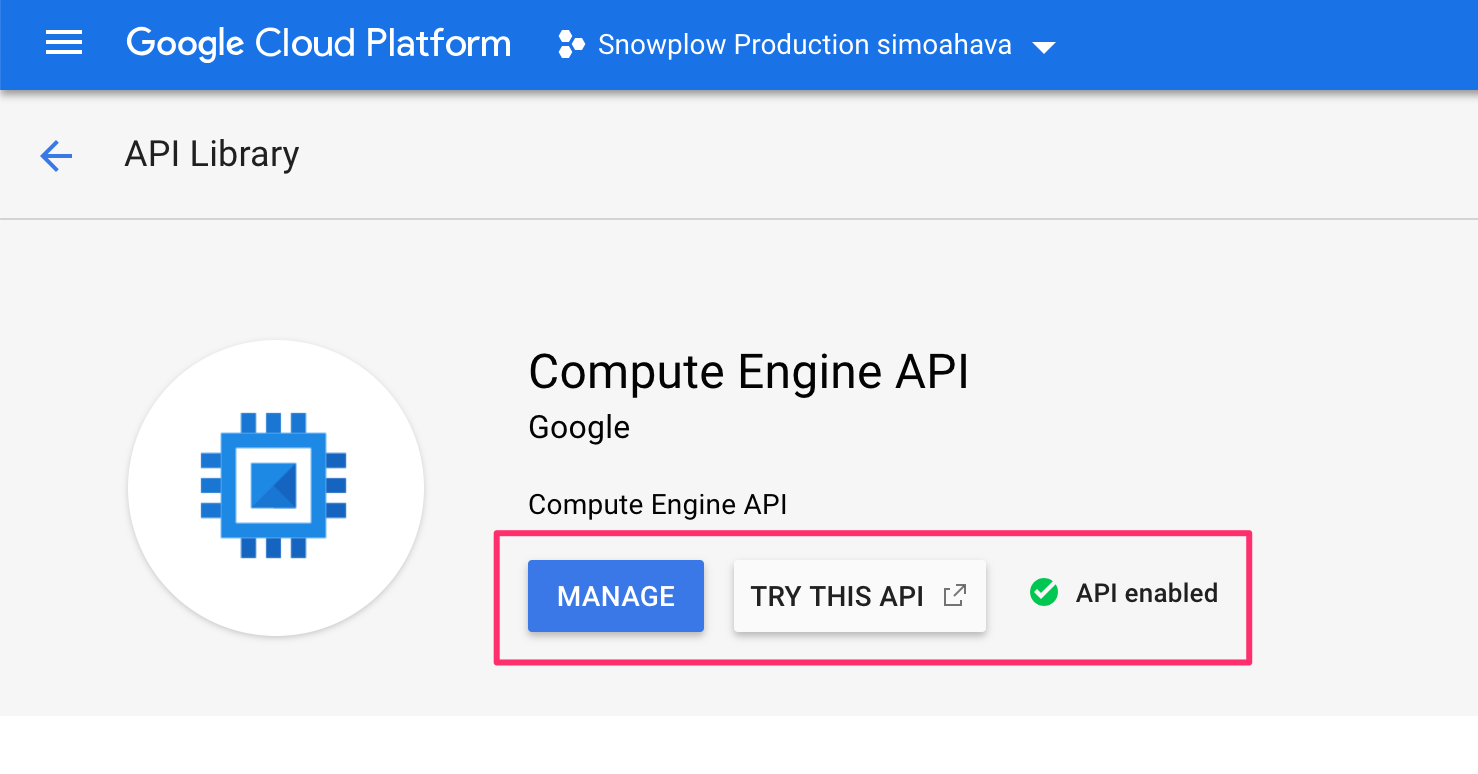 Google Cloud Platform Snowplow Production simoahava
API Library
Compute Engine API
Google
Compute Engine API
MANAGE TRY THIS API API enabled